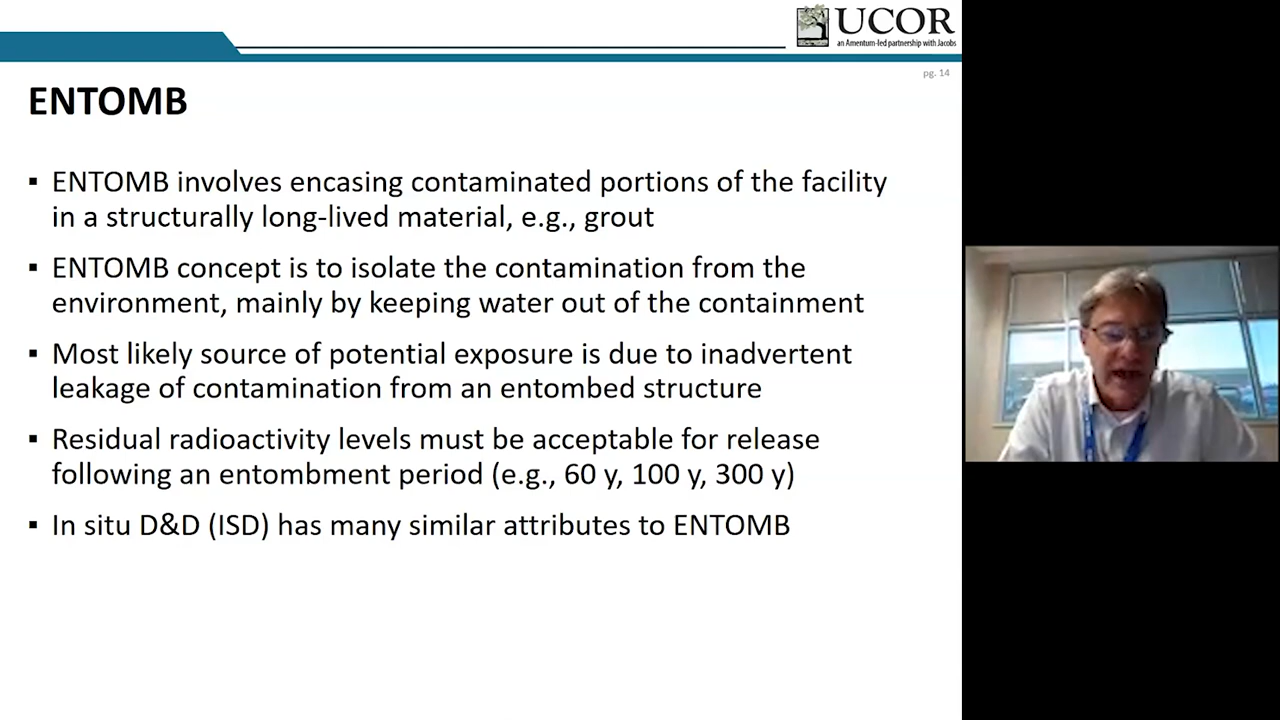 UCOR
an Amentum-led partnership with Jacobs
pg. 14
ENTOMB
▪ ENTOMB involves encasing contaminated portions of the facility
in a structurally long-lived material, e.g., grout
▪ ENTOMB concept is to isolate the contamination from the
environment, mainly by keeping water out of the containment
▪ Most likely source of potential exposure is due to inadvertent
leakage of contamination from an entombed structure
▪ Residual radioactivity levels must be acceptable for release
following an entombment period (e.g., 60 y, 100 y, 300 y)
▪ In situ D&D (ISD) has many similar attributes to ENTOMB